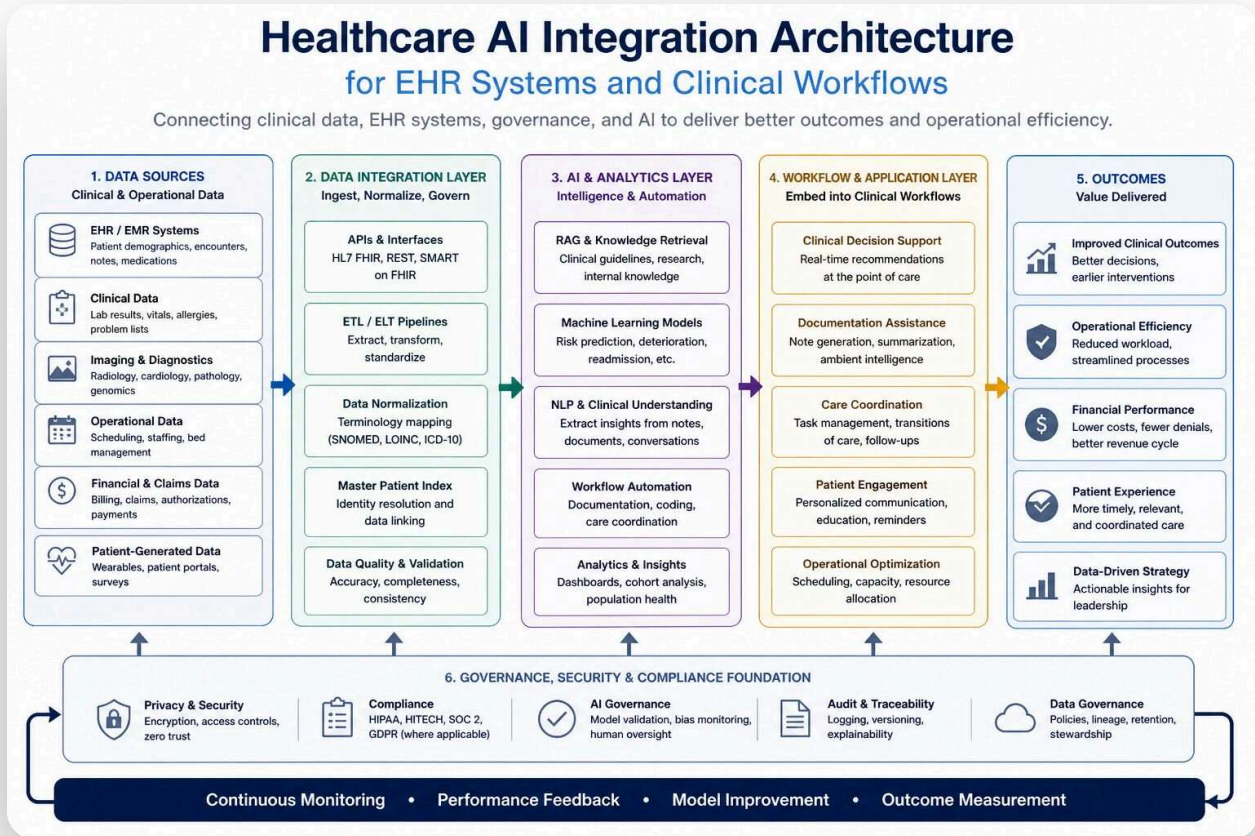 Healthcare AI Integration Architecture
for EHR Systems and Clinical Workflows
Connecting clinical data, EHR systems, governance, and AI to deliver better outcomes and operational efficiency.
1. DATA SOURCES
Clinical & Operational Data
EHR / EMR Systems
Patient demographics, encounters,
notes, medications
Clinical Data
Lab results, vitals, allergies,
problem lists
Imaging & Diagnostics
Radiology, cardiology, pathology,
genomics
Operational Data
Scheduling, staffing, bed
management
Financial & Claims Data
Billing, claims, authorizations,
payments
Patient-Generated Data
Wearables, patient portals,
surveys
2. DATA INTEGRATION LAYER
Ingest, Normalize, Govern
APIs & Interfaces
HL7 FHIR, REST, SMART
on FHIR
ETL / ELT Pipelines
Extract, transform,
standardize
Data Normalization
Terminology mapping
(SNOMED, LOINC, ICD-10)
Master Patient Index
Identity resolution and
data linking
Data Quality & Validation
Accuracy, completeness,
consistency
3. AI & ANALYTICS LAYER
Intelligence & Automation
RAG & Knowledge Retrieval
Clinical guidelines, research,
internal knowledge
Machine Learning Models
Risk prediction, deterioration,
readmission, etc.
NLP & Clinical Understanding
Extract insights from notes,
documents, conversations
Workflow Automation
Documentation, coding,
care coordination
Analytics & Insights
Dashboards, cohort analysis,
population health
4. WORKFLOW & APPLICATION LAYER
Embed into Clinical Workflows
Clinical Decision Support
Real-time recommendations
at the point of care
Documentation Assistance
Note generation, summarization,
ambient intelligence
Care Coordination
Task management, transitions
of care, follow-ups
Patient Engagement
Personalized communication,
education, reminders
Operational Optimization
Scheduling, capacity, resource
allocation
5. OUTCOMES
Value Delivered
Improved Clinical Outcomes
Better decisions,
earlier interventions
Operational Efficiency
Reduced workload,
streamlined processes
$
Financial Performance
Lower costs, fewer denials,
better revenue cycle
Patient Experience
More timely, relevant,
and coordinated care
Data-Driven Strategy
Actionable insights for
leadership
6. GOVERNANCE, SECURITY & COMPLIANCE FOUNDATION
Privacy & Security
Encryption, access controls,
zero trust
Compliance
HIPAA, HITECH, SOC 2,
GDPR (where applicable)
AI Governance
Model validation, bias monitoring,
human oversight
Audit & Traceability
Logging, versioning,
explainability
Data Governance
Policies, lineage, retention,
stewardship
Continuous Monitoring • Performance Feedback • Model Improvement • Outcome Measurement